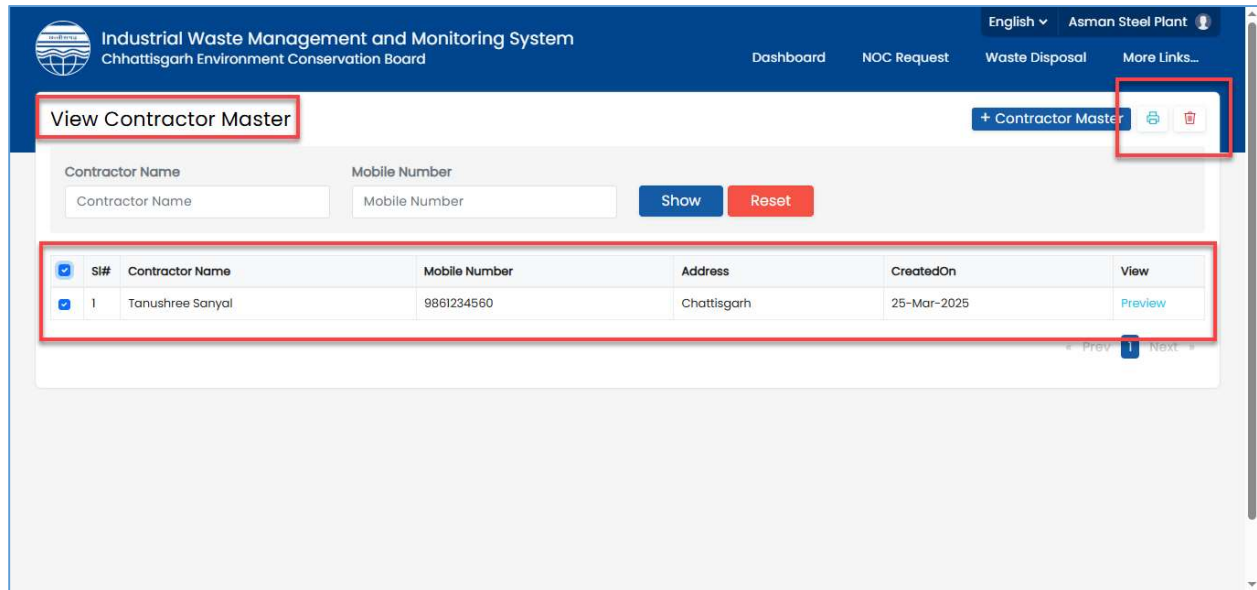 English
Asman Steel Plant
Industrial Waste Management and Monitoring System
Chhattisgarh Environment Conservation Board
Dashboard
NOC Request
Waste Disposal
More Links...
View Contractor Master
+ Contractor Master
Contractor Name
Mobile Number
Contractor Name
Mobile Number
Show
Reset
Sl# Contractor Name Mobile Number Address CreatedOn View
1 Tanushree Sanyal 9861234560 Chattisgarh 25-Mar-2025 Preview
« Prev 1 Next »